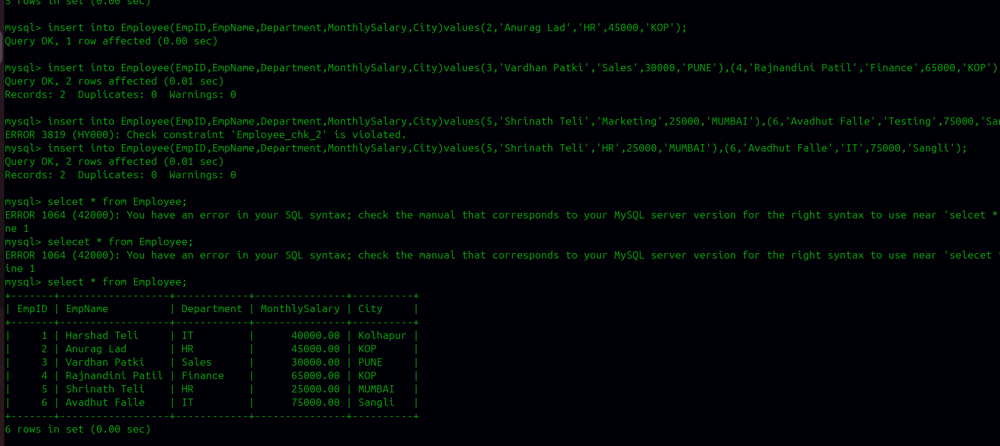 5 rows in set (0.00 sec)
mysql> insert into Employee(EmpID,EmpName,Department,MonthlySalary,City)values(2,'Anurag Lad','HR',45000,'KOP');
Query OK, 1 row affected (0.00 sec)
mysql> insert into Employee(EmpID,EmpName,Department,MonthlySalary,City)values(3,'Vardhan Patki','Sales',30000,'PUNE'),(4,'Rajnandini Patil','Finance',65000,'KOP')
Query OK, 2 rows affected (0.01 sec)
Records: 2  Duplicates: 0  Warnings: 0
mysql> insert into Employee(EmpID,EmpName,Department,MonthlySalary,City)values(5,'Shrinath Teli','Marketing',25000,'MUMBAI'),(6,'Avadhut Falle','Testing',75000,'San
ERROR 3819 (HY000): Check constraint 'Employee_chk_2' is violated.
mysql> insert into Employee(EmpID,EmpName,Department,MonthlySalary,City)values(5,'Shrinath Teli','HR',25000,'MUMBAI'),(6,'Avadhut Falle','IT',75000,'Sangli');
Query OK, 2 rows affected (0.01 sec)
Records: 2  Duplicates: 0  Warnings: 0
mysql> selcet * from Employee;
ERROR 1064 (42000): You have an error in your SQL syntax; check the manual that corresponds to your MySQL server version for the right syntax to use near 'selcet *
ne 1
mysql> selecet * from Employee;
ERROR 1064 (42000): You have an error in your SQL syntax; check the manual that corresponds to your MySQL server version for the right syntax to use near 'selecet
ine 1
mysql> select * from Employee;
+-------+------------------+------------+---------------+----------+
| EmpID | EmpName          | Department | MonthlySalary | City     |
+-------+------------------+------------+---------------+----------+
|     1 | Harshad Teli     | IT         |      40000.00 | Kolhapur |
|     2 | Anurag Lad       | HR         |      45000.00 | KOP      |
|     3 | Vardhan Patki    | Sales      |      30000.00 | PUNE     |
|     4 | Rajnandini Patil | Finance    |      65000.00 | KOP      |
|     5 | Shrinath Teli    | HR         |      25000.00 | MUMBAI   |
|     6 | Avadhut Falle    | IT         |      75000.00 | Sangli   |
+-------+------------------+------------+---------------+----------+
6 rows in set (0.00 sec)